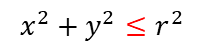 x² + y² ≤ r²